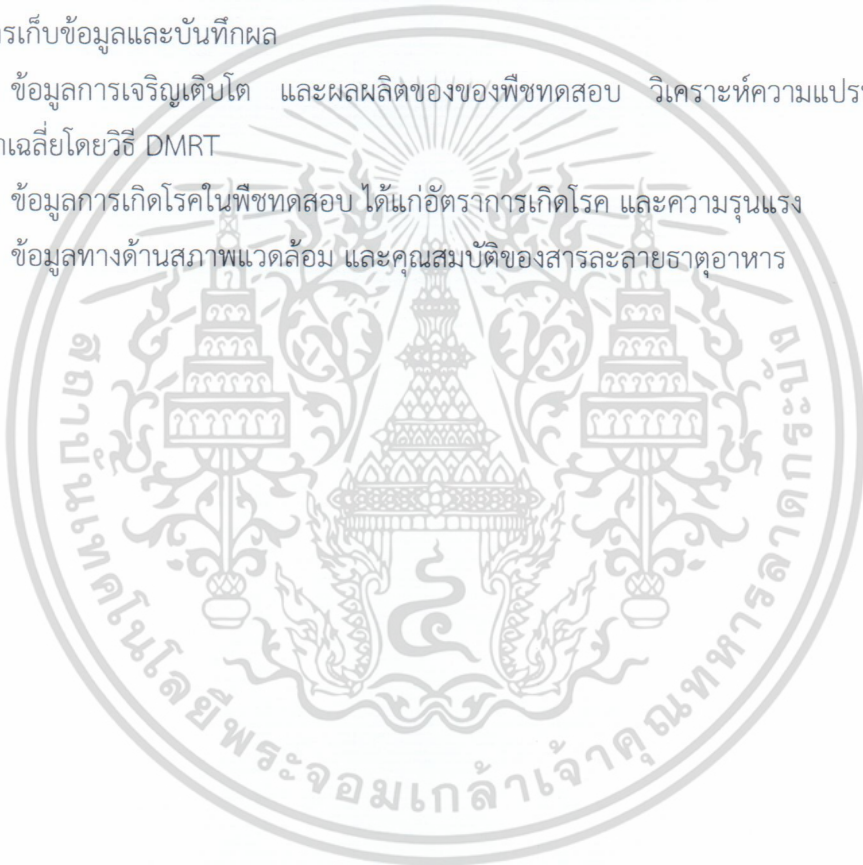 รเก็บข้อมูลและบันทึกผล
ข้อมูลการเจริญเติบโต และผลผลิตของของพืชทดสอบ วิเคราะห์ความแปร
าเฉลี่ยโดยวิธี DMRT
ข้อมูลการเกิดโรคในพืชทดสอบ ได้แก่อัตราการเกิดโรค และความรุนแรง
ข้อมูลทางด้านสภาพแวดล้อม และคุณสมบัติของสารละลายธาตุอาหาร
สถาบันเทคโนโลยีพระจอมเกล้าเจ้าคุณทหารลาดกระบัง